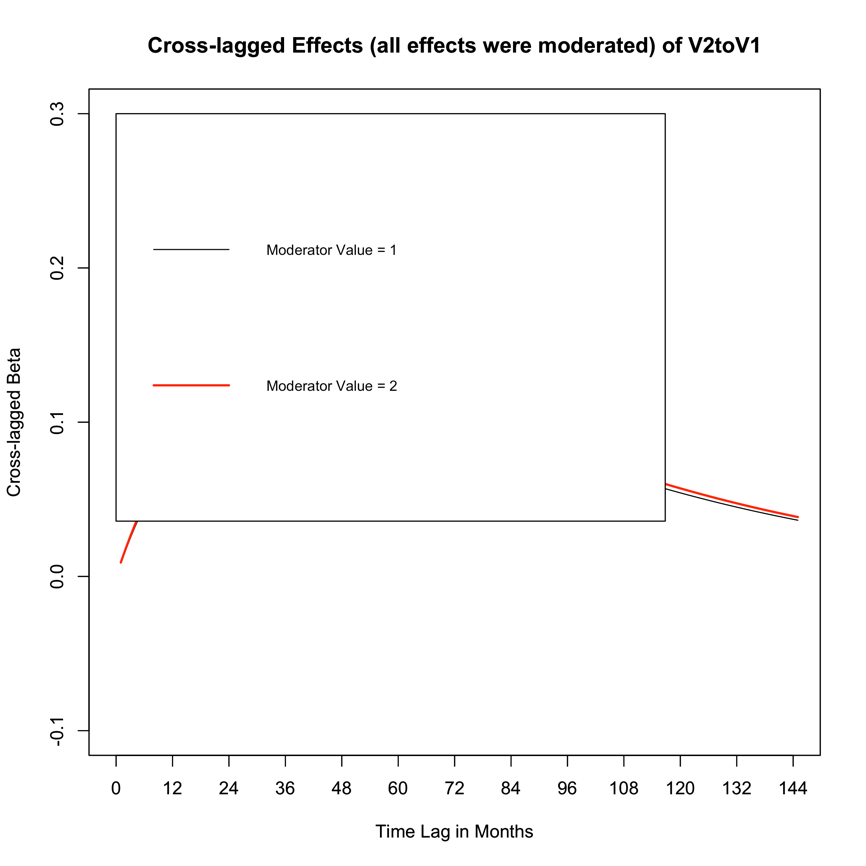 Cross-lagged Effects (all effects were moderated) of V2toV1
0.3
0.2
0.1
0.0
-0.1
Cross-lagged Beta
Moderator Value = 1
Moderator Value = 2
0 12 24 36 48 60 72 84 96 108 120 132 144
Time Lag in Months